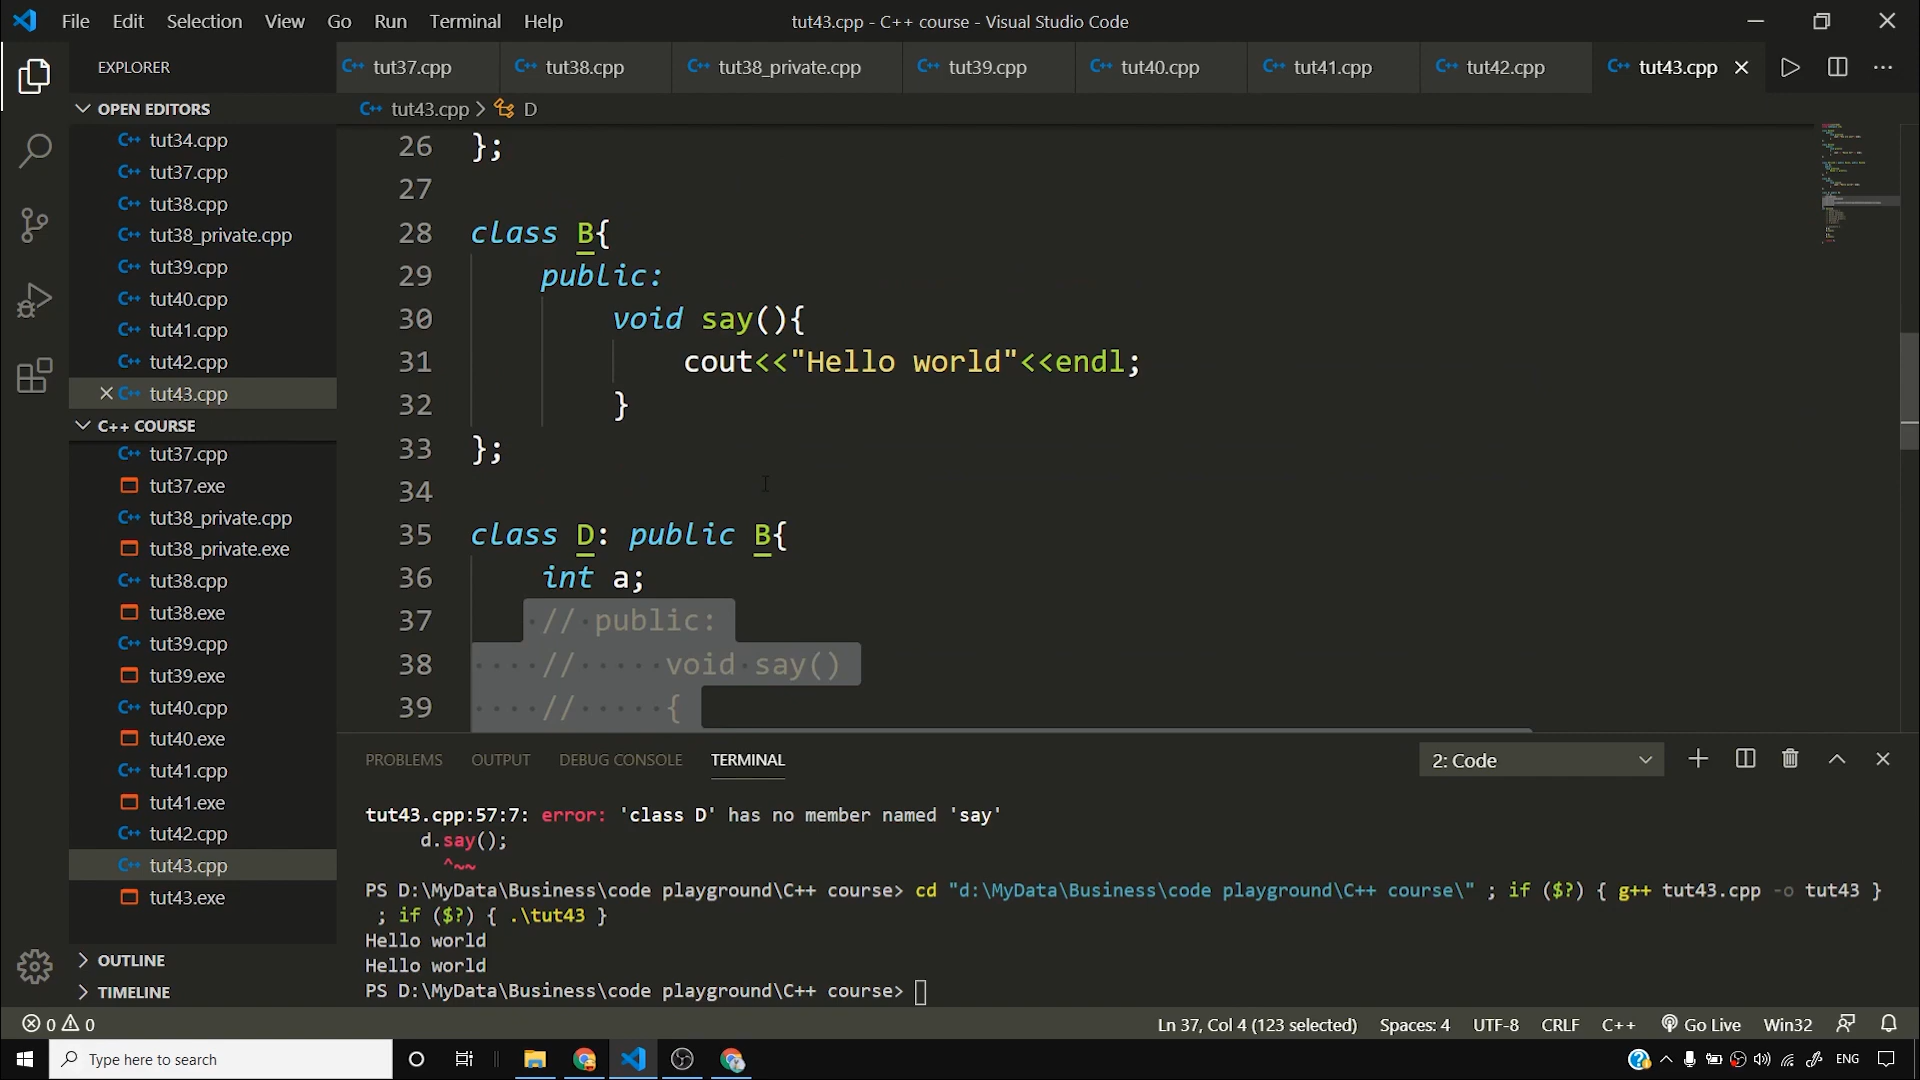 File Edit Selection View Go Run Terminal Help
tut43.cpp - C++ course - Visual Studio Code
EXPLORER
tut37.cpp
tut38.cpp
tut38_private.cpp
tut39.cpp
tut40.cpp
tut41.cpp
tut42.cpp
tut43.cpp
OPEN EDITORS
tut34.cpp
tut37.cpp
tut38.cpp
tut38_private.cpp
tut39.cpp
tut40.cpp
tut41.cpp
tut42.cpp
tut43.cpp
C++ COURSE
tut37.cpp
tut37.exe
tut38_private.cpp
tut38_private.exe
tut38.cpp
tut38.exe
tut39.cpp
tut39.exe
tut40.cpp
tut40.exe
tut41.cpp
tut41.exe
tut42.cpp
tut43.cpp
tut43.exe
OUTLINE
TIMELINE
tut43.cpp > D
26 };
27
28 class B{
29 public:
30 void say(){
31 cout<<"Hello world"<<endl;
32 }
33 };
34
35 class D: public B{
36 int a;
37 // public:
38 // void say()
39 // {
PROBLEMS OUTPUT DEBUG CONSOLE TERMINAL
2: Code
tut43.cpp:57:7: error: 'class D' has no member named 'say'
d.say();
^~~
PS D:\MyData\Business\code playground\C++ course> cd "d:\MyData\Business\code playground\C++ course\" ; if ($?) { g++ tut43.cpp -o tut43 }
; if ($?) { .\tut43 }
Hello world
Hello world
PS D:\MyData\Business\code playground\C++ course>
0 0
Ln 37, Col 4 (123 selected) Spaces: 4 UTF-8 CRLF C++ Go Live Win32
Type here to search
ENG